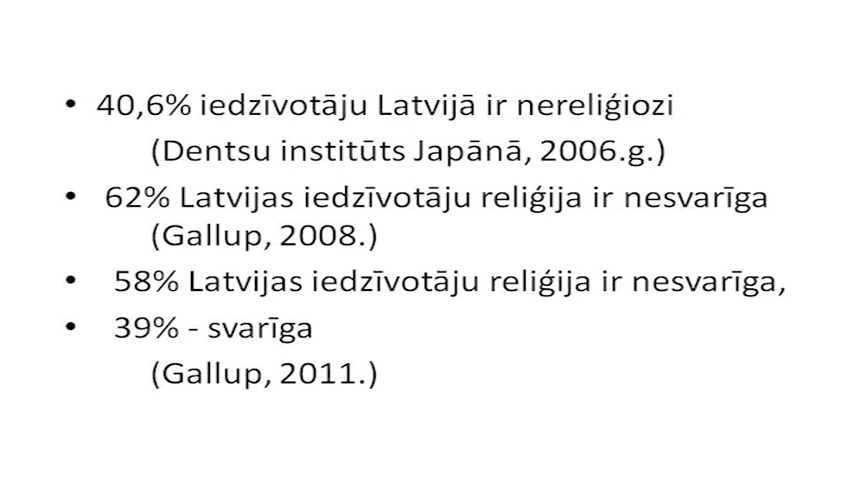 • 40,6% iedzīvotāju Latvijā ir nereliģiozi
(Dentsu institūts Japānā, 2006.g.)
• 62% Latvijas iedzīvotāju reliģija ir nesvarīga
(Gallup, 2008.)
• 58% Latvijas iedzīvotāju reliģija ir nesvarīga,
• 39% - svarīga
(Gallup, 2011.)